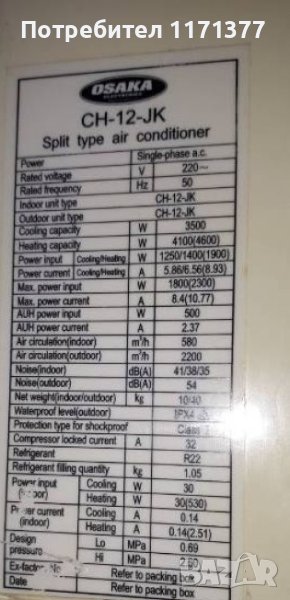 Потребител 1171377
OSAKA
CH-12-JK
Split type air conditioner
Power Single-phase a.c.
Rated voltage V 220~
Rated frequency Hz 50
Indoor unit type CH-12-JK
Outdoor unit type CH-12-JK
Cooling capacity W 3500
Heating capacity W 4100(4600)
Power input Cooling/Heating W 1250/1400(1900)
Power current Cooling/Heating A 5.86/6.56(8.93)
Max. power input W 1800(2300)
Max. power current A 8.4(10.77)
AUH power input W 500
AUH power current A 2.37
Air circulation(indoor) m³/h 580
Air circulation(outdoor) m³/h 2200
Noise(indoor) dB(A) 41/38/35
Noise(outdoor) dB(A) 54
Net weight(indoor/outdoor) kg 10/40
Waterproof level(outdoor) IPX4
Protection type for shockproof Class
Compressor locked current A 32
Refrigerant R22
Refrigerant filling quantity kg 1.05
Power input Cooling W 30
Heating W 30(530)
current (indoor) Cooling A 0.14
Heating A 0.14(2.51)
Design pressure Lo MPa 0.69
Hi MPa
Refer to packing box
Date Refer to packing box
БАЗАР